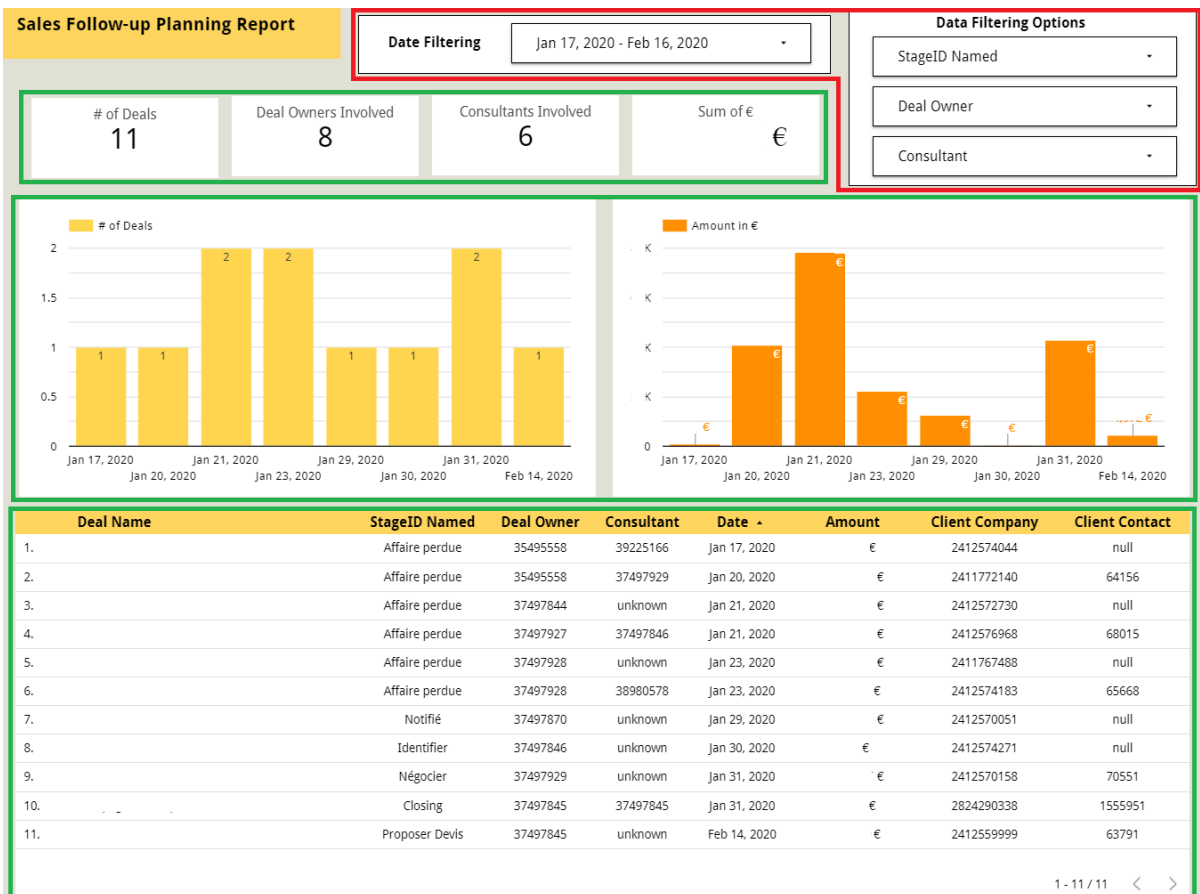 Sales Follow-up Planning Report
Date Filtering
Jan 17, 2020 - Feb 16, 2020
Data Filtering Options
StageID Named
Deal Owner
Consultant
# of Deals
11
Deal Owners Involved
8
Consultants Involved
6
Sum of €
€
# of Deals
2
1.5
1
0.5
0
1 1 2 2 1 1 2 1
Jan 17, 2020 Jan 21, 2020 Jan 29, 2020 Jan 31, 2020
Jan 20, 2020 Jan 23, 2020 Jan 30, 2020 Feb 14, 2020
Amount in €
K
K
K
K
0
€ € € € € € € €
Jan 17, 2020 Jan 21, 2020 Jan 29, 2020 Jan 31, 2020
Jan 20, 2020 Jan 23, 2020 Jan 30, 2020 Feb 14, 2020
Deal Name StageID Named Deal Owner Consultant Date Amount Client Company Client Contact
1. Affaire perdue 35495558 39225166 Jan 17, 2020 € 2412574044 null
2. Affaire perdue 35495558 37497929 Jan 20, 2020 € 2411772140 64156
3. Affaire perdue 37497844 unknown Jan 21, 2020 € 2412572730 null
4. Affaire perdue 37497927 37497846 Jan 21, 2020 € 2412576968 68015
5. Affaire perdue 37497928 unknown Jan 23, 2020 € 2411767488 null
6. Affaire perdue 37497928 38980578 Jan 23, 2020 € 2412574183 65668
7. Notifié 37497870 unknown Jan 29, 2020 € 2412570051 null
8. Identifier 37497846 unknown Jan 30, 2020 € 2412574271 null
9. Négocier 37497929 unknown Jan 31, 2020 € 2412570158 70551
10. Closing 37497845 37497845 Jan 31, 2020 € 2824290338 1555951
11. Proposer Devis 37497845 unknown Feb 14, 2020 € 2412559999 63791
1 - 11 / 11